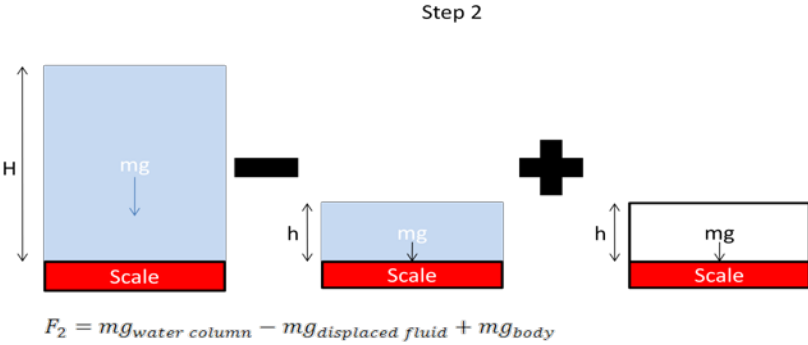 Step 2
H
mg
h
mg
h
mg
Scale
Scale
Scale
F₂ = mg_water column − mg_displaced fluid + mg_body